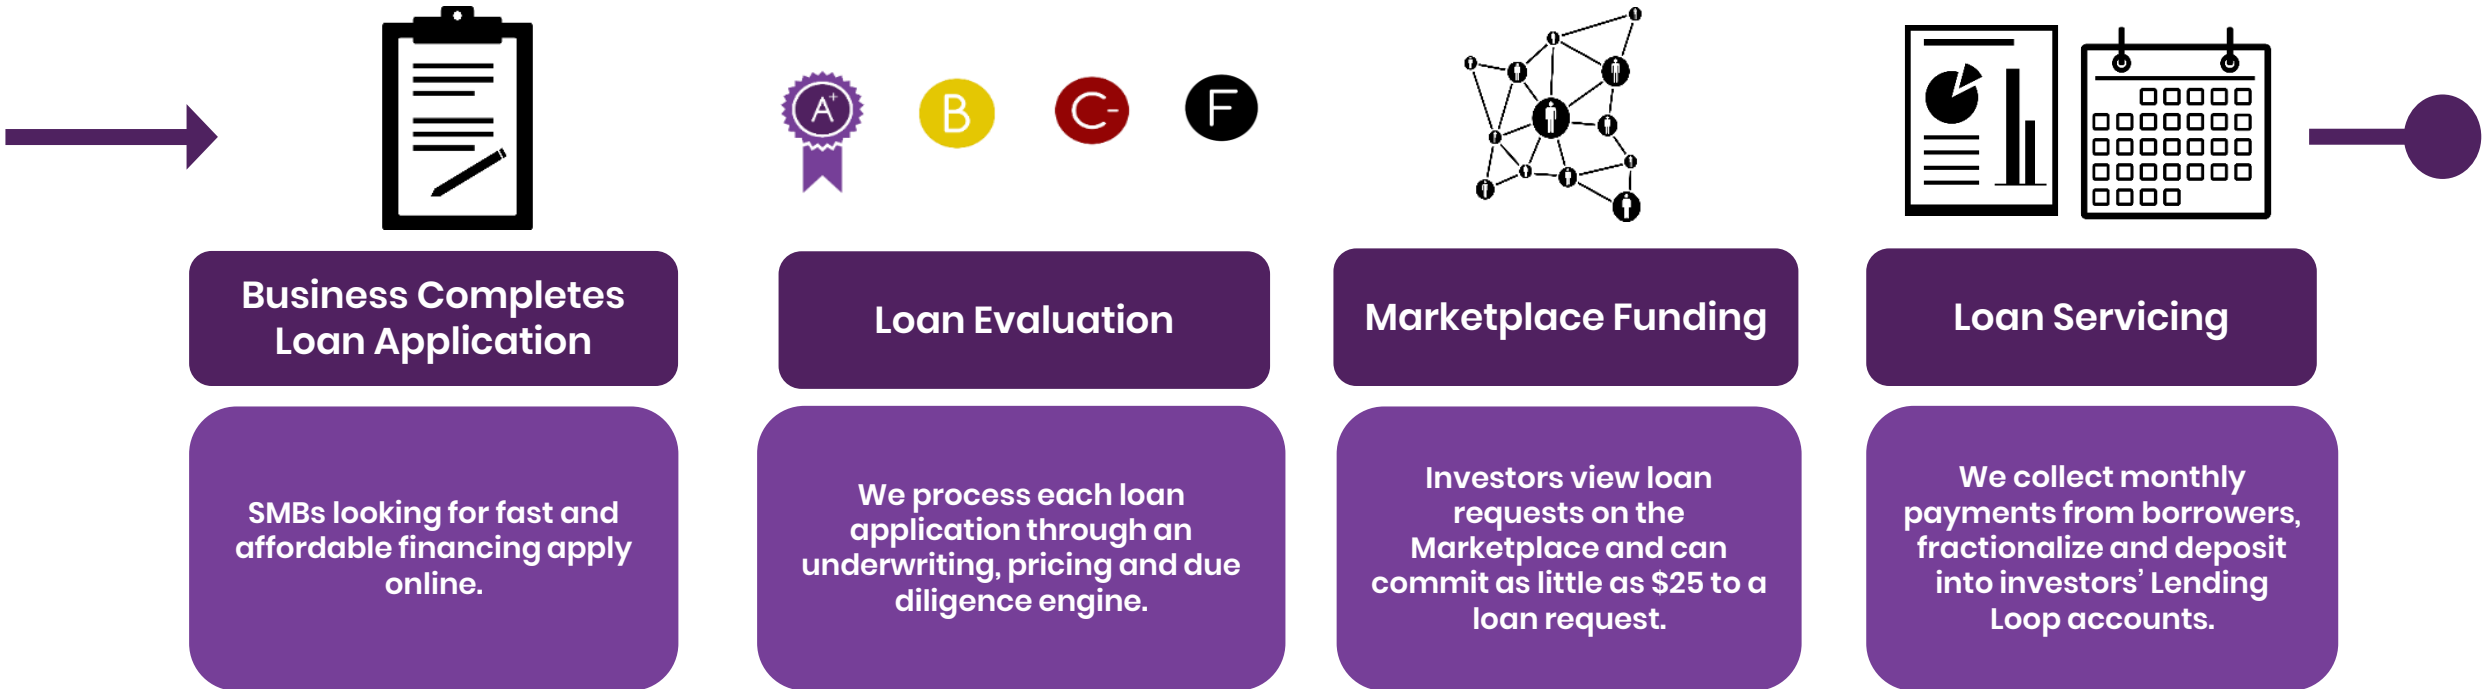 A+
B
C-
F
Business Completes
Loan Application
Loan Evaluation
Marketplace Funding
Loan Servicing
SMBs looking for fast and
affordable financing apply
online.
We process each loan
application through an
underwriting, pricing and due
diligence engine.
Investors view loan
requests on the
Marketplace and can
commit as little as $25 to a
loan request.
We collect monthly
payments from borrowers,
fractionalize and deposit
into investors’ Lending
Loop accounts.